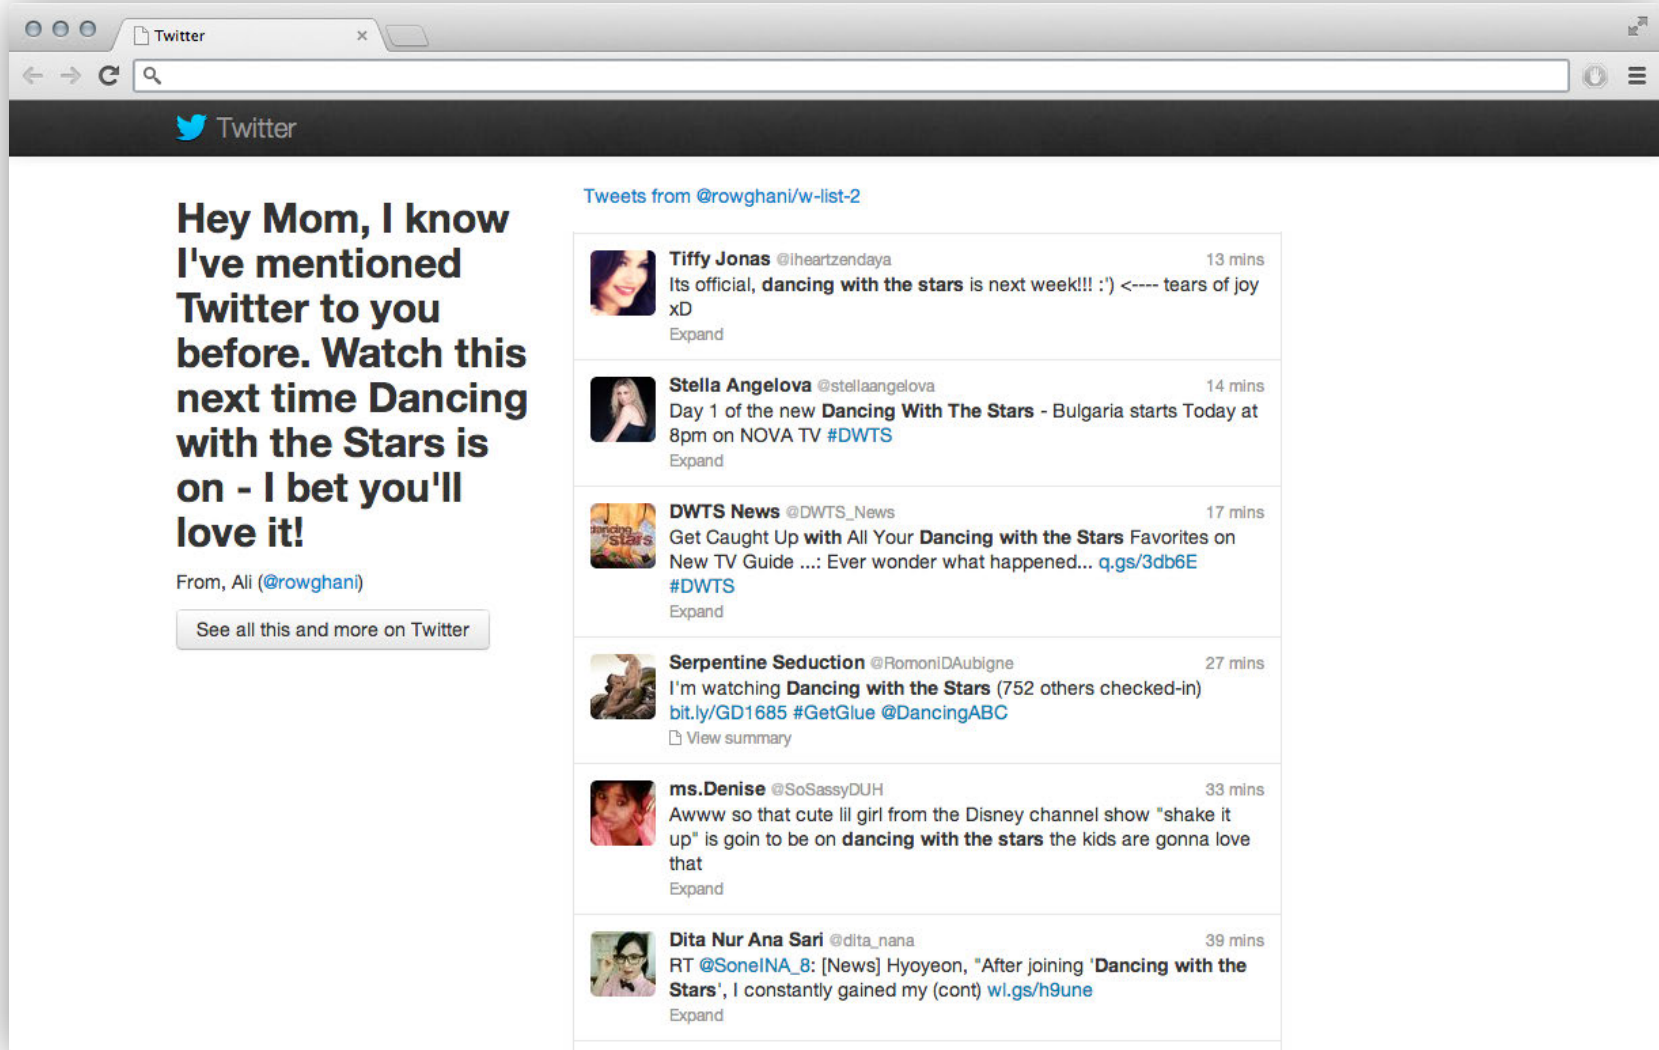 Twitter
Twitter
Hey Mom, I know
I've mentioned
Twitter to you
before. Watch this
next time Dancing
with the Stars is
on - I bet you'll
love it!
From, Ali (@rowghani)
See all this and more on Twitter
Tweets from @rowghani/w-list-2
Tiffy Jonas @iheartzendaya 13 mins
Its official, dancing with the stars is next week!!! :') <---- tears of joy
xD
Expand
Stella Angelova @stellaangelova 14 mins
Day 1 of the new Dancing With The Stars - Bulgaria starts Today at
8pm on NOVA TV #DWTS
Expand
dancing
stars
DWTS News @DWTS_News 17 mins
Get Caught Up with All Your Dancing with the Stars Favorites on
New TV Guide ...: Ever wonder what happened... q.gs/3db6E
#DWTS
Expand
Serpentine Seduction @RomoniDAubigne 27 mins
I'm watching Dancing with the Stars (752 others checked-in)
bit.ly/GD1685 #GetGlue @DancingABC
View summary
ms.Denise @SoSassyDUH 33 mins
Awww so that cute lil girl from the Disney channel show "shake it
up" is goin to be on dancing with the stars the kids are gonna love
that
Expand
Dita Nur Ana Sari @dita_nana 39 mins
RT @SoneINA_8: [News] Hyoyeon, "After joining 'Dancing with the
Stars', I constantly gained my (cont) wl.gs/h9une
Expand